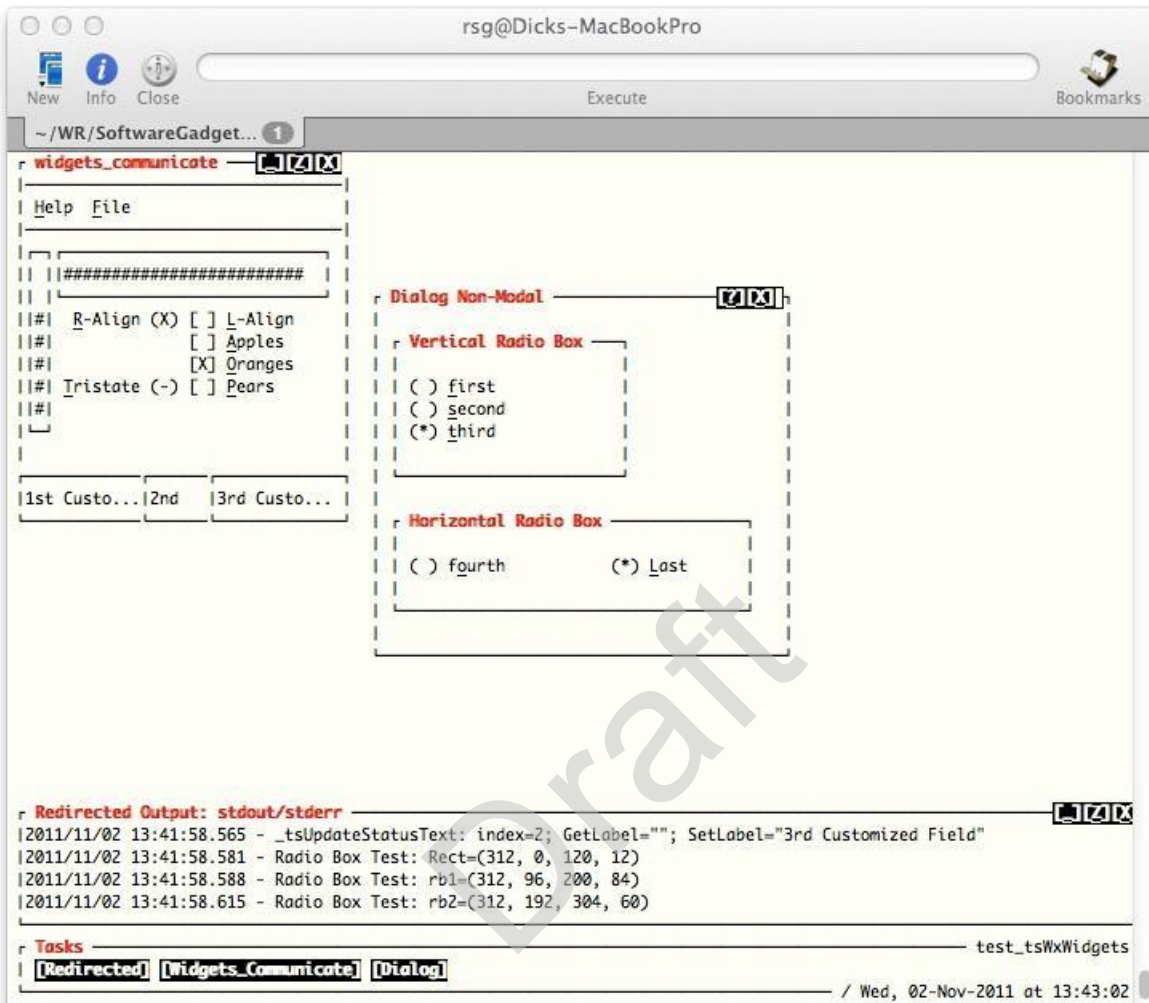 rsg@Dicks-MacBookPro
New Info Close Execute Bookmarks
~/WR/SoftwareGadget... 1
widgets_communicate [_][Z][X]
Help File
#########################
|#| R-Align (X) [ ] L-Align
|#| [ ] Apples
|#| [X] Oranges
|#| Tristate (-) [ ] Pears
|#|
|1st Custo...|2nd |3rd Custo... |
Dialog Non-Modal [?][X]
Vertical Radio Box
( ) first
( ) second
(*) third
Horizontal Radio Box
( ) fourth (*) Last
Draft
Redirected Output: stdout/stderr [_][Z][X
|2011/11/02 13:41:58.565 - _tsUpdateStatusText: index=2; GetLabel=""; SetLabel="3rd Customized Field"
|2011/11/02 13:41:58.581 - Radio Box Test: Rect=(312, 0, 120, 12)
|2011/11/02 13:41:58.588 - Radio Box Test: rb1=(312, 96, 200, 84)
|2011/11/02 13:41:58.615 - Radio Box Test: rb2=(312, 192, 304, 60)
Tasks test_tsWxWidgets
[Redirected] [Widgets_Communicate] [Dialog]
/ Wed, 02-Nov-2011 at 13:43:02